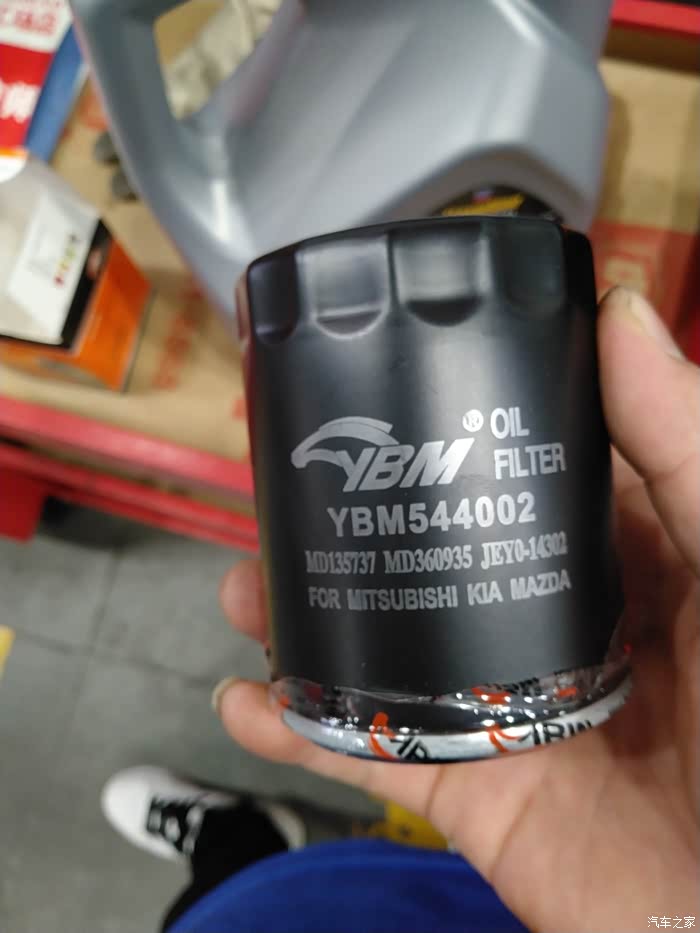 YBM® OIL
FILTER
YBM544002
MD135737 MD360935 JEY0-14302
FOR MITSUBISHI KIA MAZDA
汽车之家